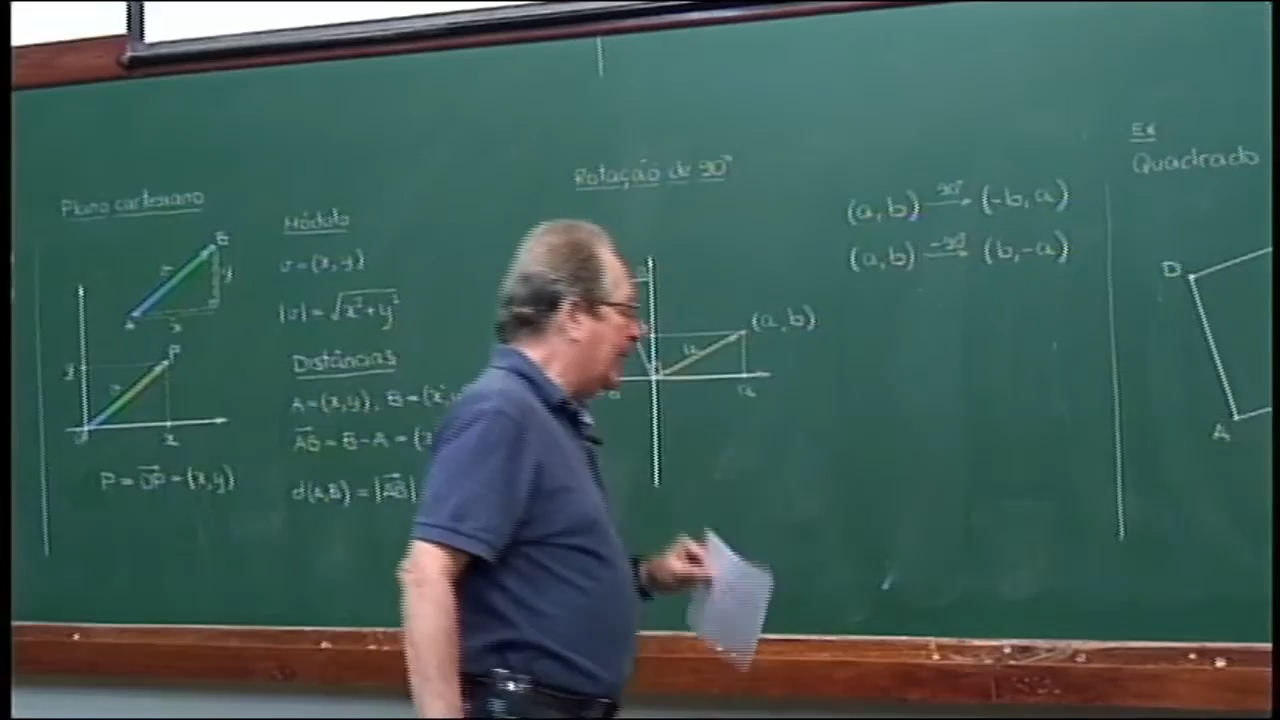 Plano cartesiano
B
v
y
A
x
y
P
v
O
x
P = OP = (x,y)
Módulo
v = (x,y)
|v| = √x²+y²
Distâncias
A = (x,y), B = (x',y
AB = B - A = (x
d(A,B) = |AB|
Rotação de 90°
(a,b)
u
a
(a,b) 90° → (-b,a)
(a,b) -90° → (b,-a)
Ex
Quadrado
D
A